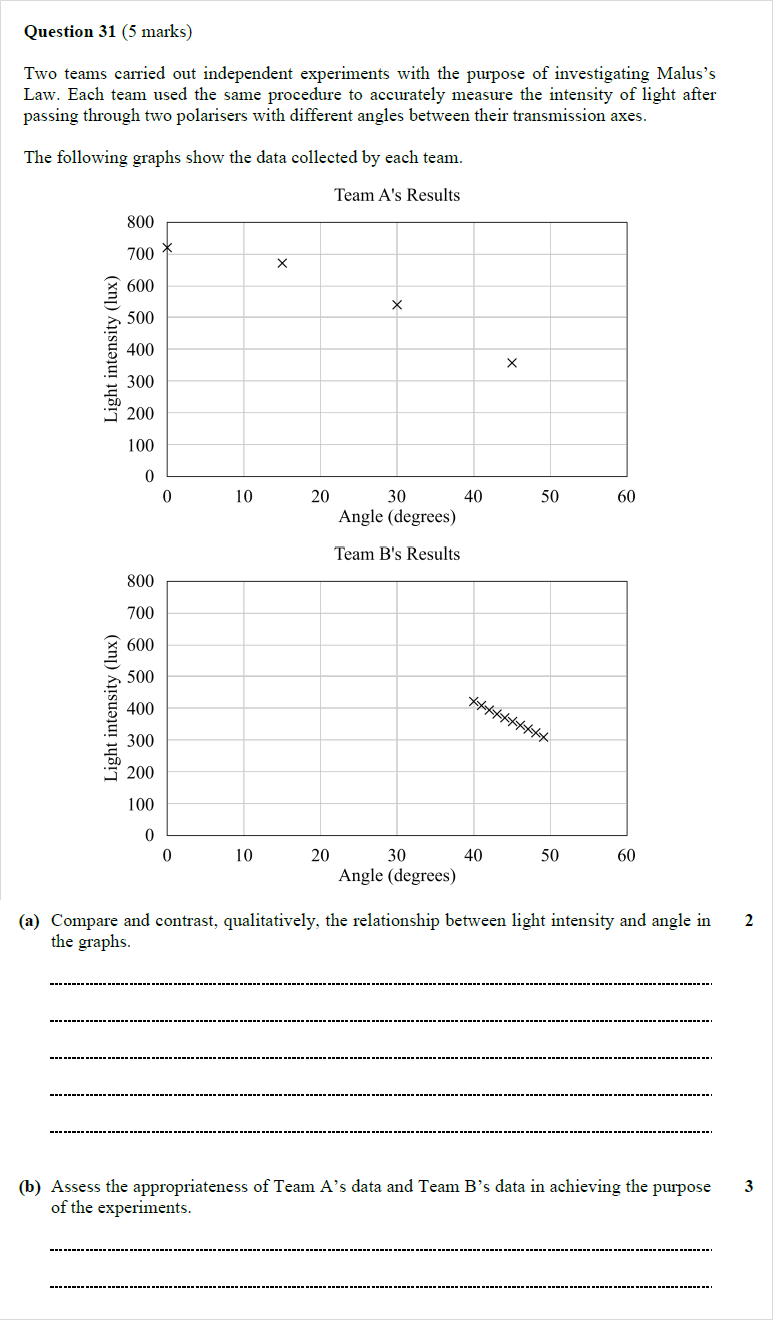 Question 31 (5 marks)
Two teams carried out independent experiments with the purpose of investigating Malus's
Law. Each team used the same procedure to accurately measure the intensity of light after
passing through two polarisers with different angles between their transmission axes.
The following graphs show the data collected by each team.
Team A's Results
800
700
600
500
400
300
200
100
0
Light intensity (lux)
0 10 20 30 40 50 60
Angle (degrees)
Team B's Results
800
700
600
500
400
300
200
100
0
Light intensity (lux)
0 10 20 30 40 50 60
Angle (degrees)
(a) Compare and contrast, qualitatively, the relationship between light intensity and angle in 2
the graphs.
(b) Assess the appropriateness of Team A's data and Team B's data in achieving the purpose 3
of the experiments.